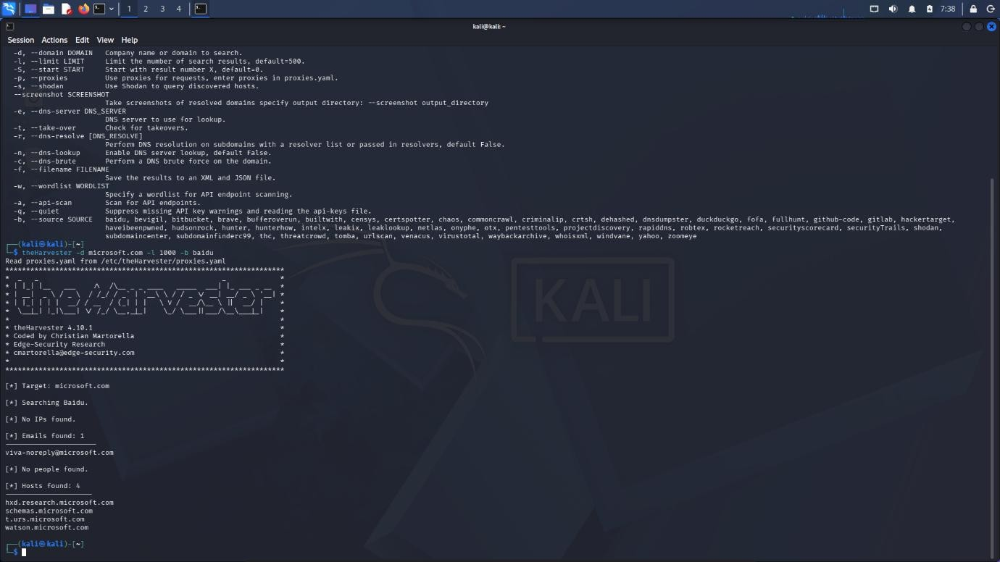 1 2 3 4
7:38
kali@kali: ~
Session Actions Edit View Help
-d, --domain DOMAIN Company name or domain to search.
-l, --limit LIMIT Limit the number of search results, default=500.
-S, --start START Start with result number X, default=0.
-p, --proxies Use proxies for requests, enter proxies in proxies.yaml.
-s, --shodan Use Shodan to query discovered hosts.
--screenshot SCREENSHOT
Take screenshots of resolved domains specify output directory: --screenshot output_directory
-e, --dns-server DNS_SERVER
DNS server to use for lookup.
-t, --take-over Check for takeovers.
-r, --dns-resolve [DNS_RESOLVE]
Perform DNS resolution on subdomains with a resolver list or passed in resolvers, default False.
-n, --dns-lookup Enable DNS server lookup, default False.
-c, --dns-brute Perform a DNS brute force on the domain.
-f, --filename FILENAME
Save the results to an XML and JSON file.
-w, --wordlist WORDLIST
Specify a wordlist for API endpoint scanning.
-a, --api-scan Scan for API endpoints.
-q, --quiet Suppress missing API key warnings and reading the api-keys file.
-b, --source SOURCE baidu, bevigil, bitbucket, brave, bufferoverun, builtwith, censys, certspotter, chaos, commoncrawl, criminalip, crtsh, dehashed, dnsdumpster, duckduckgo, fofa, fullhunt, github-code, gitlab, hackertarget,
haveibeenpwned, hudsonrock, hunter, hunterhow, intelx, leakix, leaklookup, netlas, onyphe, otx, pentesttools, projectdiscovery, rapiddns, robtex, rocketreach, securityscorecard, securityTrails, shodan,
subdomaincenter, subdomainfinderc99, thc, threatcrowd, tomba, urlscan, venacus, virustotal, waybackarchive, whoisxml, windvane, yahoo, zoomeye
┌──(kali㉿kali)-[~]
└─$ theHarvester -d microsoft.com -l 1000 -b baidu
Read proxies.yaml from /etc/theHarvester/proxies.yaml
*******************************************************************
theHarvester
* theHarvester 4.10.1 *
* Coded by Christian Martorella *
* Edge-Security Research *
* cmartorella@edge-security.com *
* *
*******************************************************************
[*] Target: microsoft.com
[*] Searching Baidu.
[*] No IPs found.
[*] Emails found: 1
viva-noreply@microsoft.com
[*] No people found.
[*] Hosts found: 4
hxd.research.microsoft.com
schemas.microsoft.com
t.urs.microsoft.com
watson.microsoft.com
┌──(kali㉿kali)-[~]
└─$
KALI